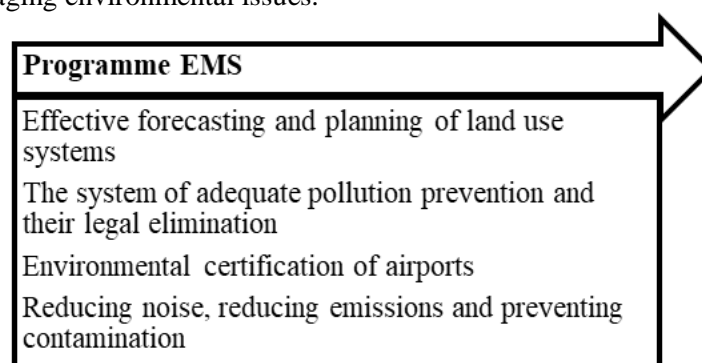 aging environmental issues.
Programme EMS
Effective forecasting and planning of land use
systems
The system of adequate pollution prevention and
their legal elimination
Environmental certification of airports
Reducing noise, reducing emissions and preventing
contamination